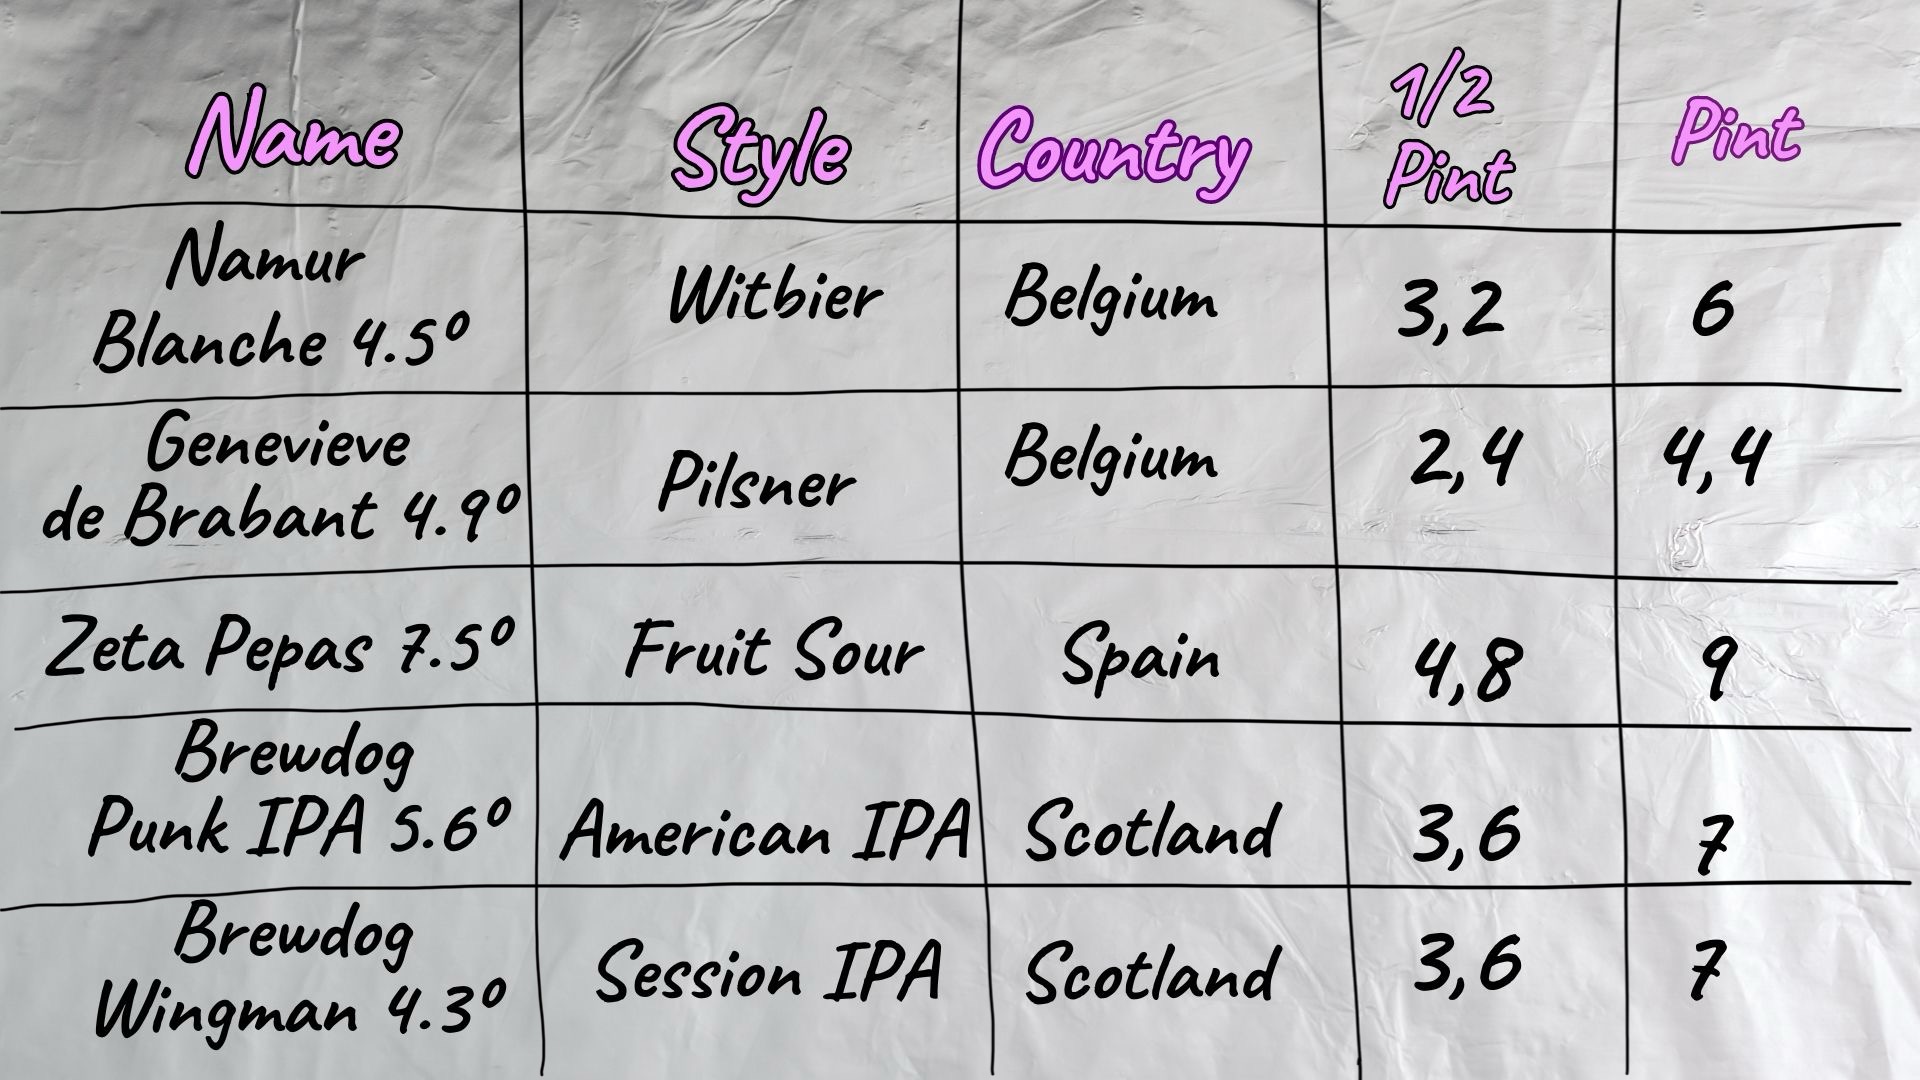 Name Style Country 1/2 Pint Pint
Namur
Blanche 4.5º Witbier Belgium 3,2 6
Genevieve
de Brabant 4.9º Pilsner Belgium 2,4 4,4
Zeta Pepas 7.5º Fruit Sour Spain 4,8 9
Brewdog
Punk IPA 5.6º American IPA Scotland 3,6 7
Brewdog
Wingman 4.3º Session IPA Scotland 3,6 7